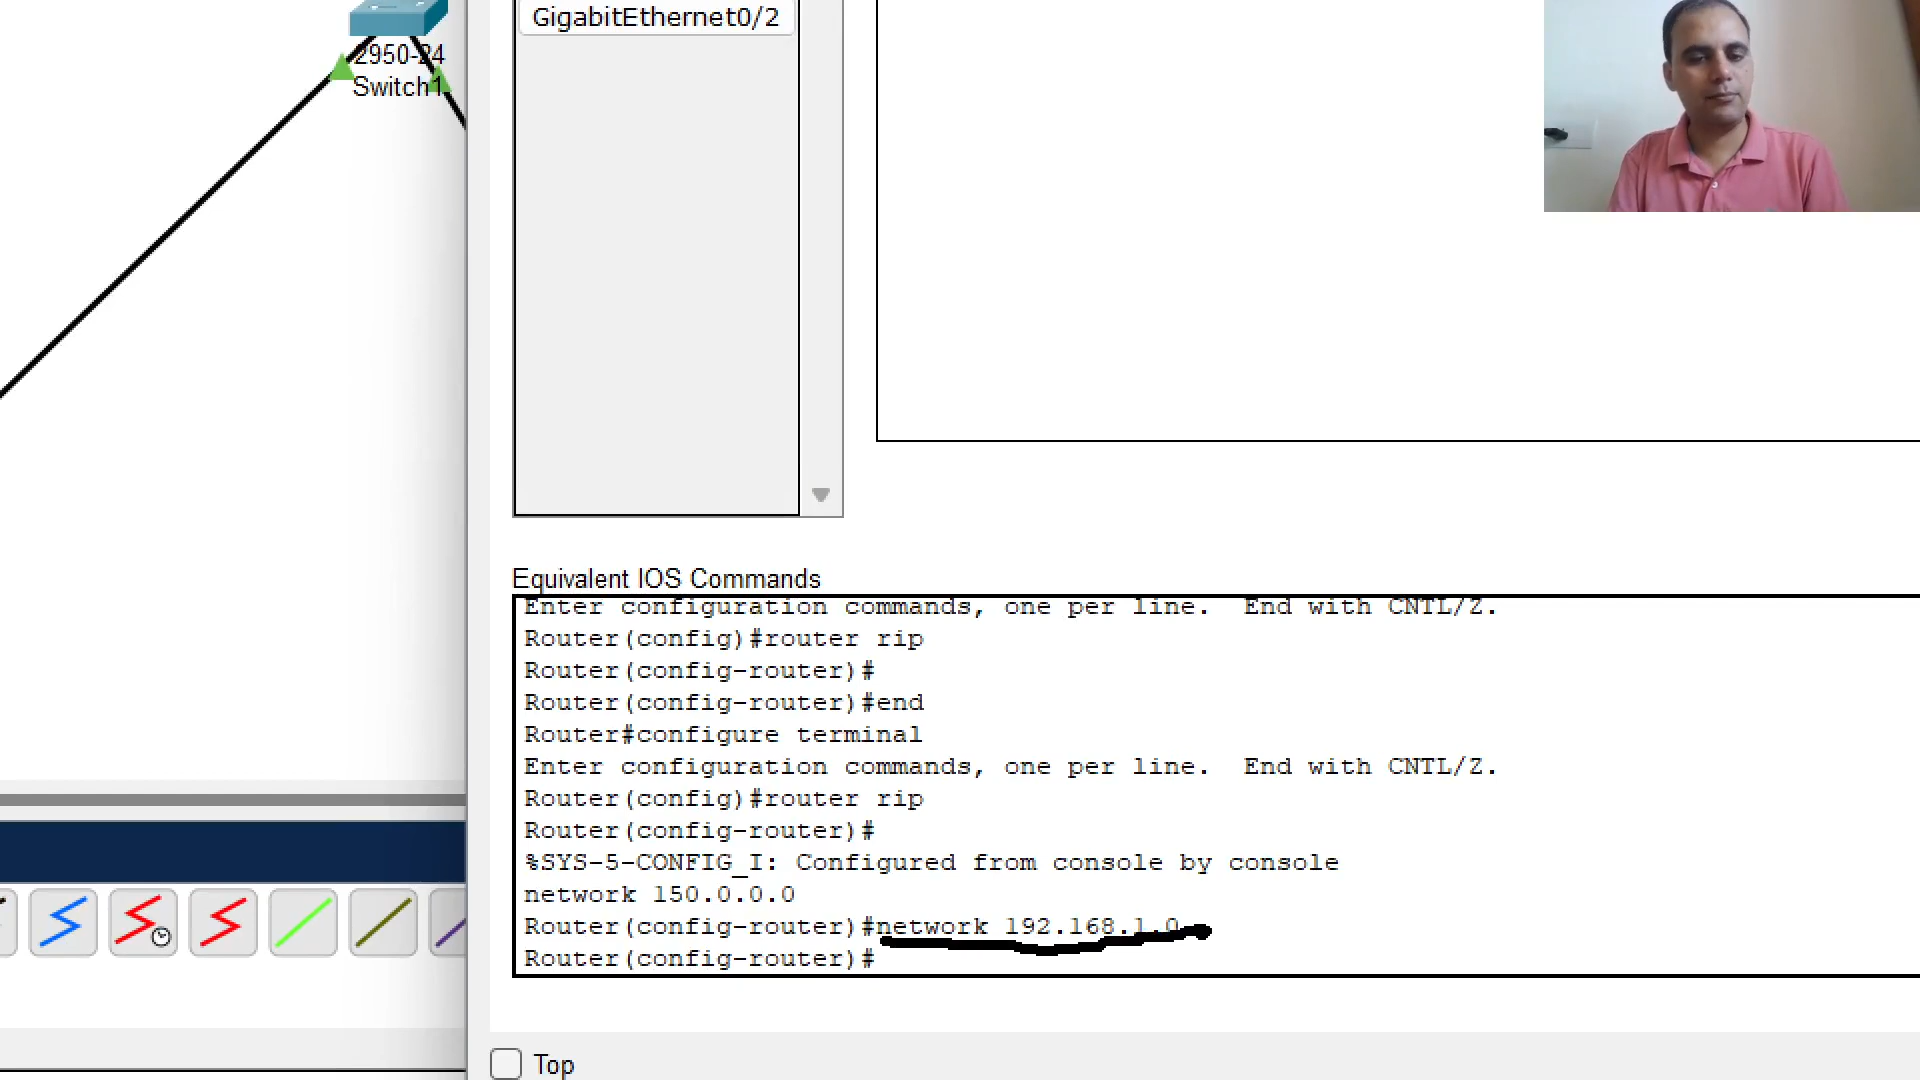 GigabitEthernet0/2
2950-24
Switch1
Equivalent IOS Commands
Enter configuration commands, one per line.  End with CNTL/Z.
Router(config)#router rip
Router(config-router)#
Router(config-router)#end
Router#configure terminal
Enter configuration commands, one per line.  End with CNTL/Z.
Router(config)#router rip
Router(config-router)#
%SYS-5-CONFIG_I: Configured from console by console
network 150.0.0.0
Router(config-router)#network 192.168.1.0
Router(config-router)#
Top